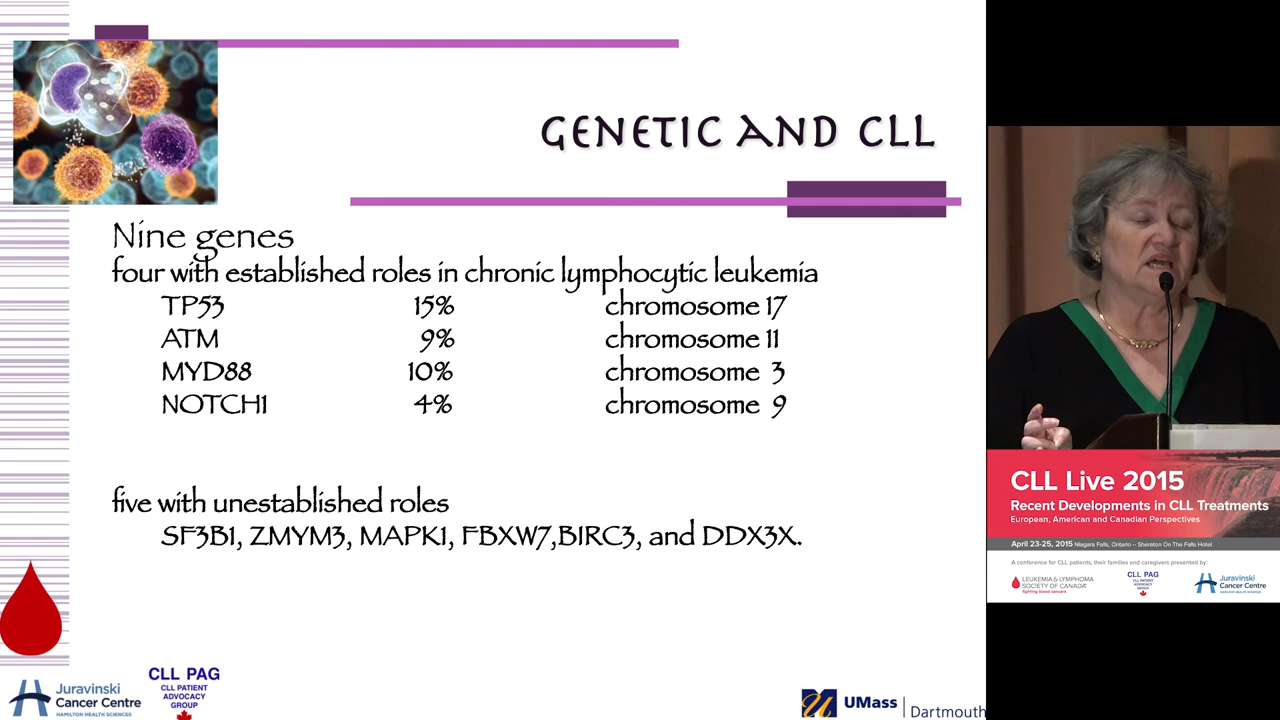 GENETIC AND CLL
Nine genes
four with established roles in chronic lymphocytic leukemia
TP53 15% chromosome 17
ATM 9% chromosome 11
MYD88 10% chromosome 3
NOTCH1 4% chromosome 9
five with unestablished roles
SF3B1, ZMYM3, MAPK1, FBXW7,BIRC3, and DDX3X.
Juravinski
Cancer Centre
HAMILTON HEALTH SCIENCES
CLL PAG
CLL PATIENT
ADVOCACY
GROUP
UMass
Dartmouth
CLL Live 2015
Recent Developments in CLL Treatments
European, American and Canadian Perspectives
April 23-25, 2015 Niagara Falls, Ontario – Sheraton On The Falls Hotel
A conference for CLL patients, their families and caregivers presented by:
LEUKEMIA & LYMPHOMA
SOCIETY OF CANADA
fighting blood cancers
CLL PAG
CLL PATIENT
ADVOCACY
GROUP
Juravinski
Cancer Centre
HAMILTON HEALTH SCIENCES